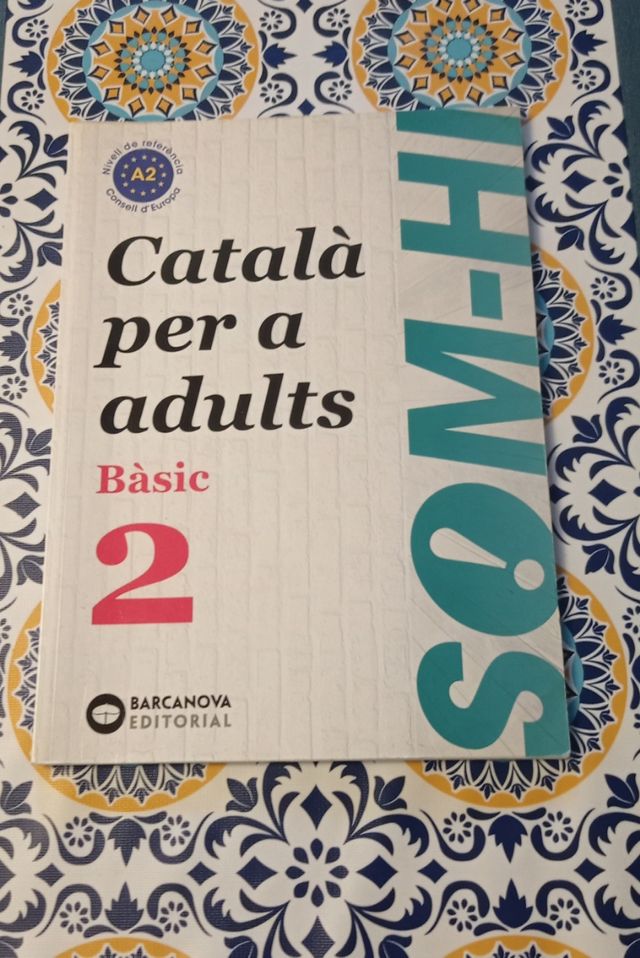 Nivell de referència
A2
Consell d'Europa
Català
per a
adults
Bàsic
2
BARCANOVA
EDITORIAL
SOM-HI